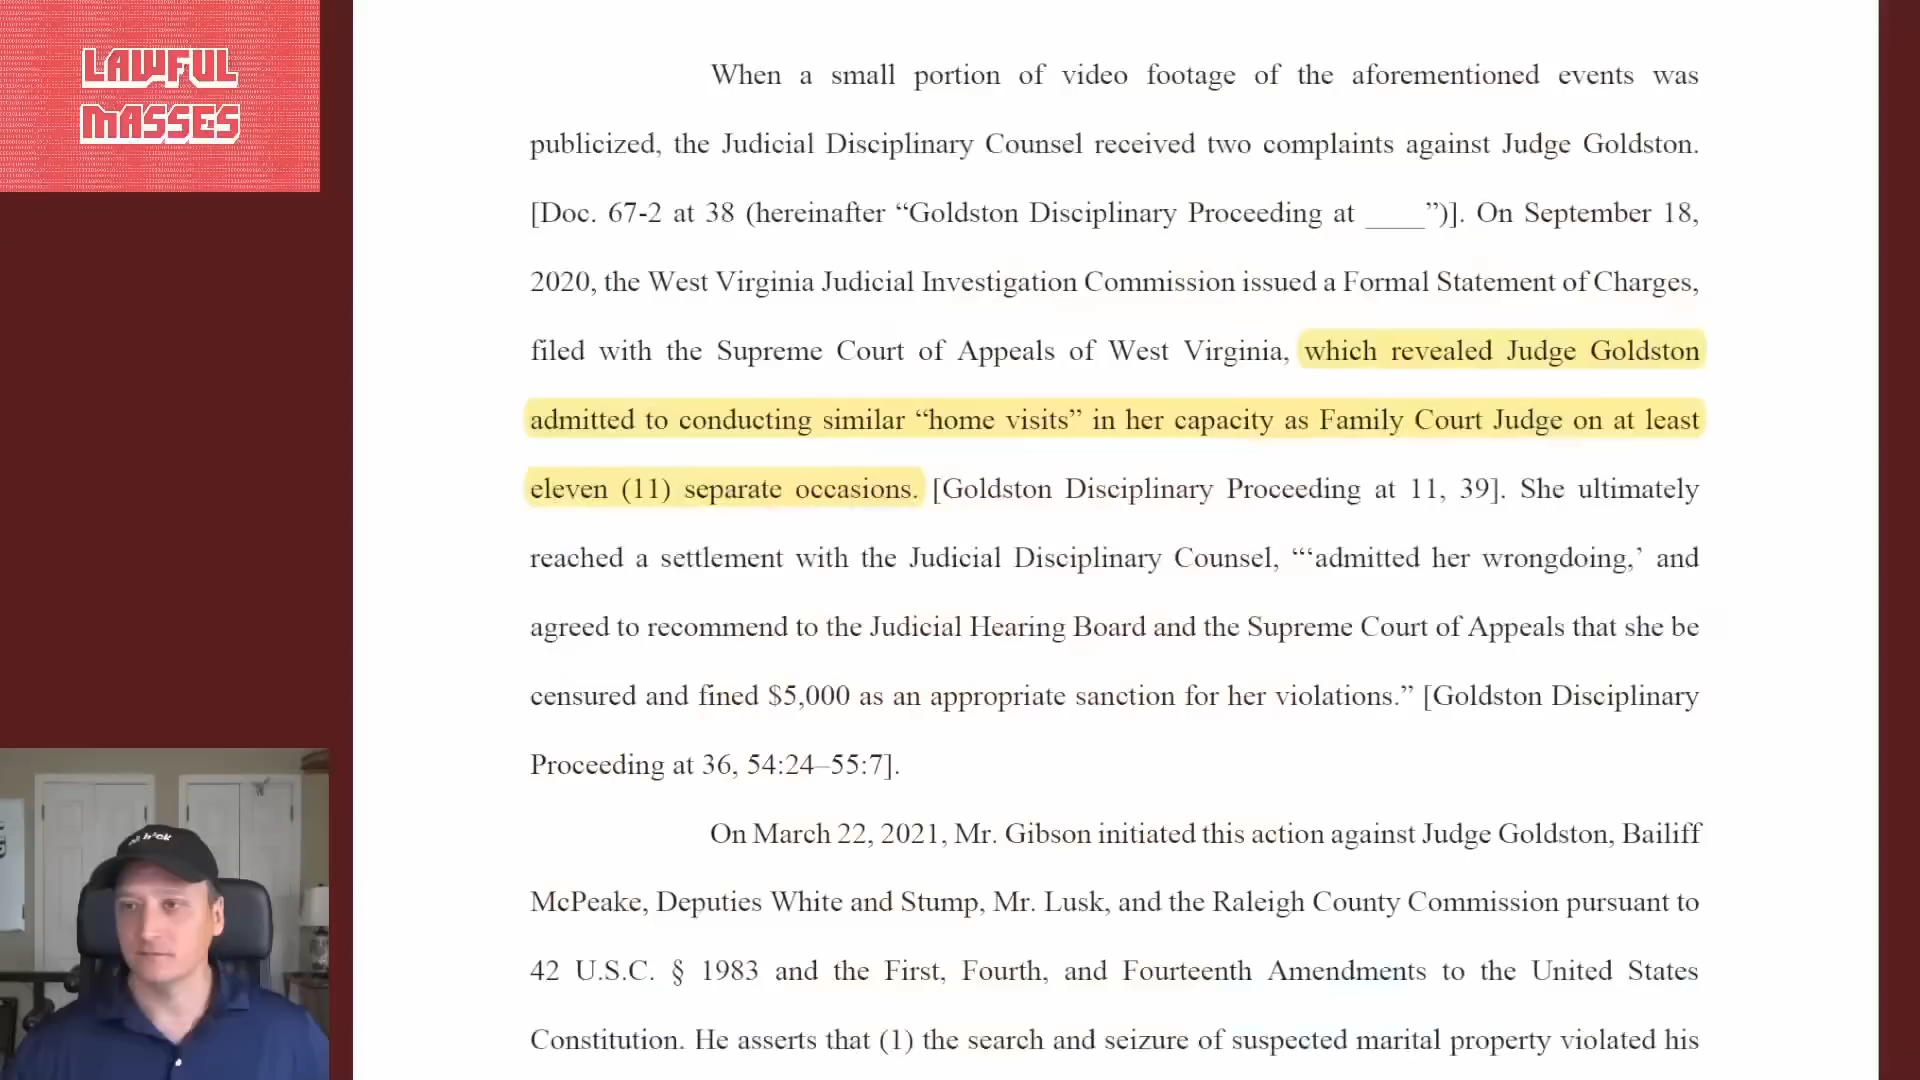 LAWFUL
MASSES
When a small portion of video footage of the aforementioned events was
publicized, the Judicial Disciplinary Counsel received two complaints against Judge Goldston.
[Doc. 67-2 at 38 (hereinafter “Goldston Disciplinary Proceeding at ____”)]. On September 18,
2020, the West Virginia Judicial Investigation Commission issued a Formal Statement of Charges,
filed with the Supreme Court of Appeals of West Virginia, which revealed Judge Goldston
admitted to conducting similar “home visits” in her capacity as Family Court Judge on at least
eleven (11) separate occasions. [Goldston Disciplinary Proceeding at 11, 39]. She ultimately
reached a settlement with the Judicial Disciplinary Counsel, “‘admitted her wrongdoing,’ and
agreed to recommend to the Judicial Hearing Board and the Supreme Court of Appeals that she be
censured and fined $5,000 as an appropriate sanction for her violations.” [Goldston Disciplinary
Proceeding at 36, 54:24–55:7].
On March 22, 2021, Mr. Gibson initiated this action against Judge Goldston, Bailiff
McPeake, Deputies White and Stump, Mr. Lusk, and the Raleigh County Commission pursuant to
42 U.S.C. § 1983 and the First, Fourth, and Fourteenth Amendments to the United States
Constitution. He asserts that (1) the search and seizure of suspected marital property violated his